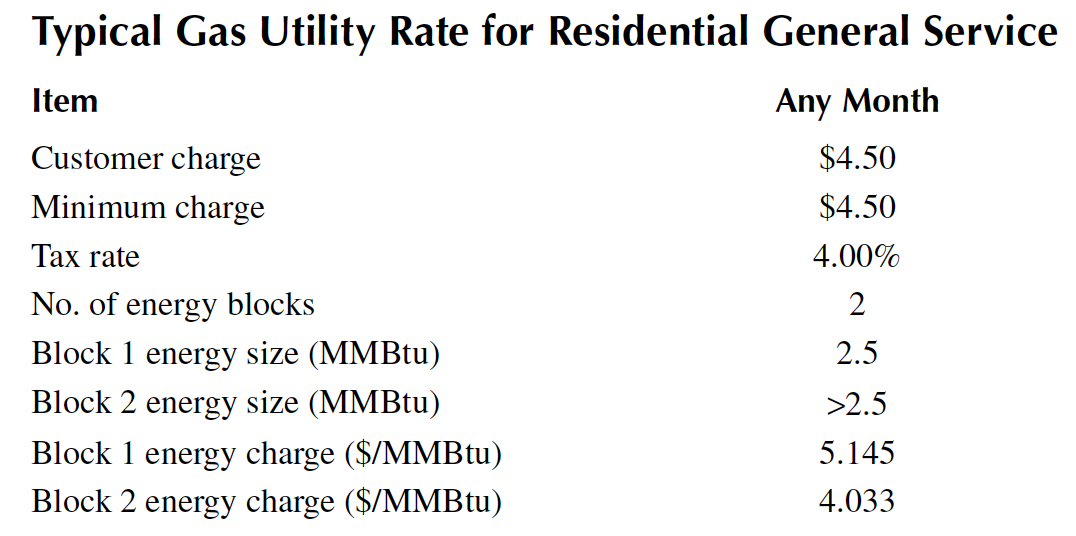 Typical Gas Utility Rate for Residential General Service
Item Any Month
Customer charge $4.50
Minimum charge $4.50
Tax rate 4.00%
No. of energy blocks 2
Block 1 energy size (MMBtu) 2.5
Block 2 energy size (MMBtu) >2.5
Block 1 energy charge ($/MMBtu) 5.145
Block 2 energy charge ($/MMBtu) 4.033